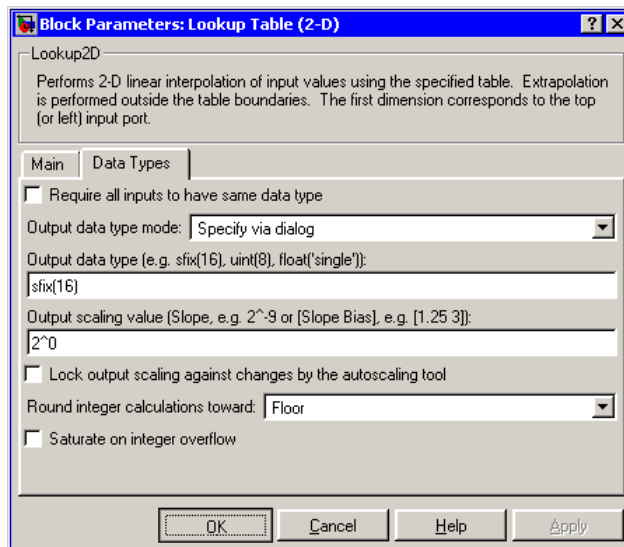 Block Parameters: Lookup Table (2-D)
Lookup2D
Performs 2-D linear interpolation of input values using the specified table. Extrapolation
is performed outside the table boundaries. The first dimension corresponds to the top
(or left) input port.
Main
Data Types
Require all inputs to have same data type
Output data type mode: Specify via dialog
Output data type (e.g. sfix(16), uint(8), float('single')):
sfix(16)
Output scaling value (Slope, e.g. 2^-9 or [Slope Bias], e.g. [1.25 3]):
2^0
Lock output scaling against changes by the autoscaling tool
Round integer calculations toward: Floor
Saturate on integer overflow
OK
Cancel
Help
Apply